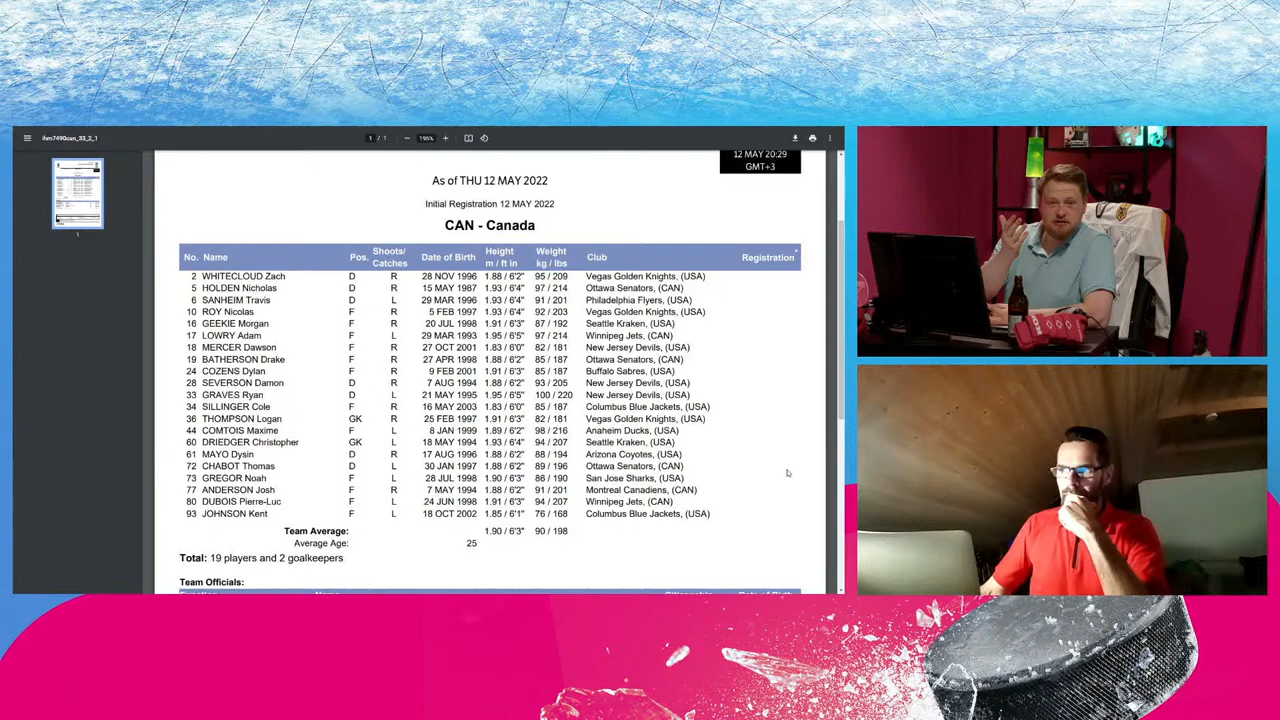 ihm7490can_33_2_1
1 / 1
196%
12 MAY 20:29
GMT+3
1
As of THU 12 MAY 2022
Initial Registration 12 MAY 2022
CAN - Canada
No. Name Pos. Shoots/ Catches Date of Birth Height m / ft in Weight kg / lbs Club Registration
2 WHITECLOUD Zach D R 28 NOV 1996 1.88 / 6'2" 95 / 209 Vegas Golden Knights, (USA)
5 HOLDEN Nicholas D R 15 MAY 1987 1.93 / 6'4" 97 / 214 Ottawa Senators, (CAN)
6 SANHEIM Travis D L 29 MAR 1996 1.93 / 6'4" 91 / 201 Philadelphia Flyers, (USA)
10 ROY Nicolas F R 5 FEB 1997 1.93 / 6'4" 92 / 203 Vegas Golden Knights, (USA)
16 GEEKIE Morgan F R 20 JUL 1998 1.91 / 6'3" 87 / 192 Seattle Kraken, (USA)
17 LOWRY Adam F L 29 MAR 1993 1.95 / 6'5" 97 / 214 Winnipeg Jets, (CAN)
18 MERCER Dawson F R 27 OCT 2001 1.83 / 6'0" 82 / 181 New Jersey Devils, (USA)
19 BATHERSON Drake F R 27 APR 1998 1.88 / 6'2" 85 / 187 Ottawa Senators, (CAN)
24 COZENS Dylan F R 9 FEB 2001 1.91 / 6'3" 85 / 187 Buffalo Sabres, (USA)
28 SEVERSON Damon D R 7 AUG 1994 1.88 / 6'2" 93 / 205 New Jersey Devils, (USA)
33 GRAVES Ryan D L 21 MAY 1995 1.95 / 6'5" 100 / 220 New Jersey Devils, (USA)
34 SILLINGER Cole F R 16 MAY 2003 1.83 / 6'0" 85 / 187 Columbus Blue Jackets, (USA)
36 THOMPSON Logan GK R 25 FEB 1997 1.91 / 6'3" 82 / 181 Vegas Golden Knights, (USA)
44 COMTOIS Maxime F L 8 JAN 1999 1.89 / 6'2" 98 / 216 Anaheim Ducks, (USA)
60 DRIEDGER Christopher GK L 18 MAY 1994 1.93 / 6'4" 94 / 207 Seattle Kraken, (USA)
61 MAYO Dysin D R 17 AUG 1996 1.88 / 6'2" 88 / 194 Arizona Coyotes, (USA)
72 CHABOT Thomas D L 30 JAN 1997 1.88 / 6'2" 89 / 196 Ottawa Senators, (CAN)
73 GREGOR Noah F L 28 JUL 1998 1.90 / 6'3" 86 / 190 San Jose Sharks, (USA)
77 ANDERSON Josh F R 7 MAY 1994 1.88 / 6'2" 91 / 201 Montreal Canadiens, (CAN)
80 DUBOIS Pierre-Luc F L 24 JUN 1998 1.91 / 6'3" 94 / 207 Winnipeg Jets, (CAN)
93 JOHNSON Kent F L 18 OCT 2002 1.85 / 6'1" 76 / 168 Columbus Blue Jackets, (USA)
Team Average: 1.90 / 6'3" 90 / 198
Average Age: 25
Total: 19 players and 2 goalkeepers
Team Officials: